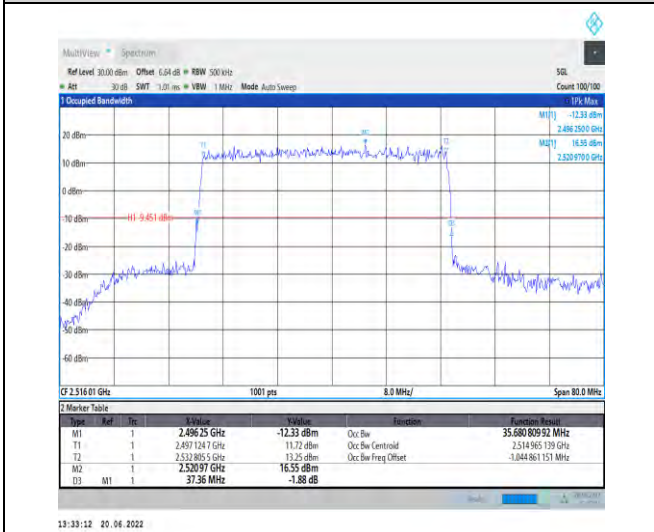 MultiView Spectrum
Ref Level 30.00 dBm Offset 6.64 dB RBW 500 kHz SGL
Att 30 dB SWT 1.01 ms VBW 1 MHz Mode Auto Sweep Count 100/100
1 Occupied Bandwidth 1Pk Max
M1[1] -12.33 dBm
2.496 2500 GHz
M2[1] 16.55 dBm
2.520 9700 GHz
20 dBm
M2
T1
T2
10 dBm
0 dBm
M1
-10 dBm
H1 -9.451 dBm
D3
-20 dBm
-30 dBm
-40 dBm
-50 dBm
-60 dBm
CF 2.516 01 GHz 1001 pts 8.0 MHz/ Span 80.0 MHz
2 Marker Table
Type Ref Trc X-Value Y-Value Function Function Result
M1 1 2.496 25 GHz -12.33 dBm Occ Bw 35.680 809 92 MHz
T1 1 2.497 124 7 GHz 11.72 dBm Occ Bw Centroid 2.514 965 139 GHz
T2 1 2.532 805 5 GHz 13.25 dBm Occ Bw Freq Offset -1.044 861 151 MHz
M2 1 2.520 97 GHz 16.55 dBm
D3 M1 1 37.36 MHz -1.88 dB
13:33:12 20.06.2022